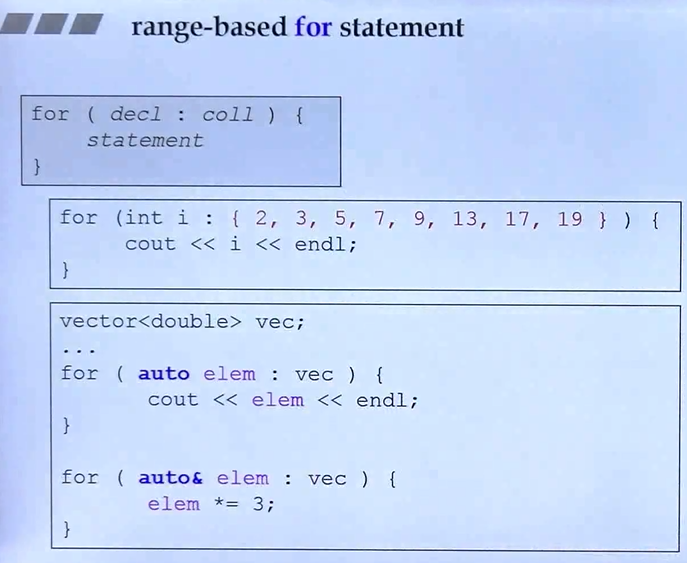 range-based for statement
for ( decl : coll ) {
statement
}
for (int i : { 2, 3, 5, 7, 9, 13, 17, 19 } ) {
cout << i << endl;
}
vector<double> vec;
...
for ( auto elem : vec ) {
cout << elem << endl;
}
for ( auto& elem : vec ) {
elem *= 3;
}